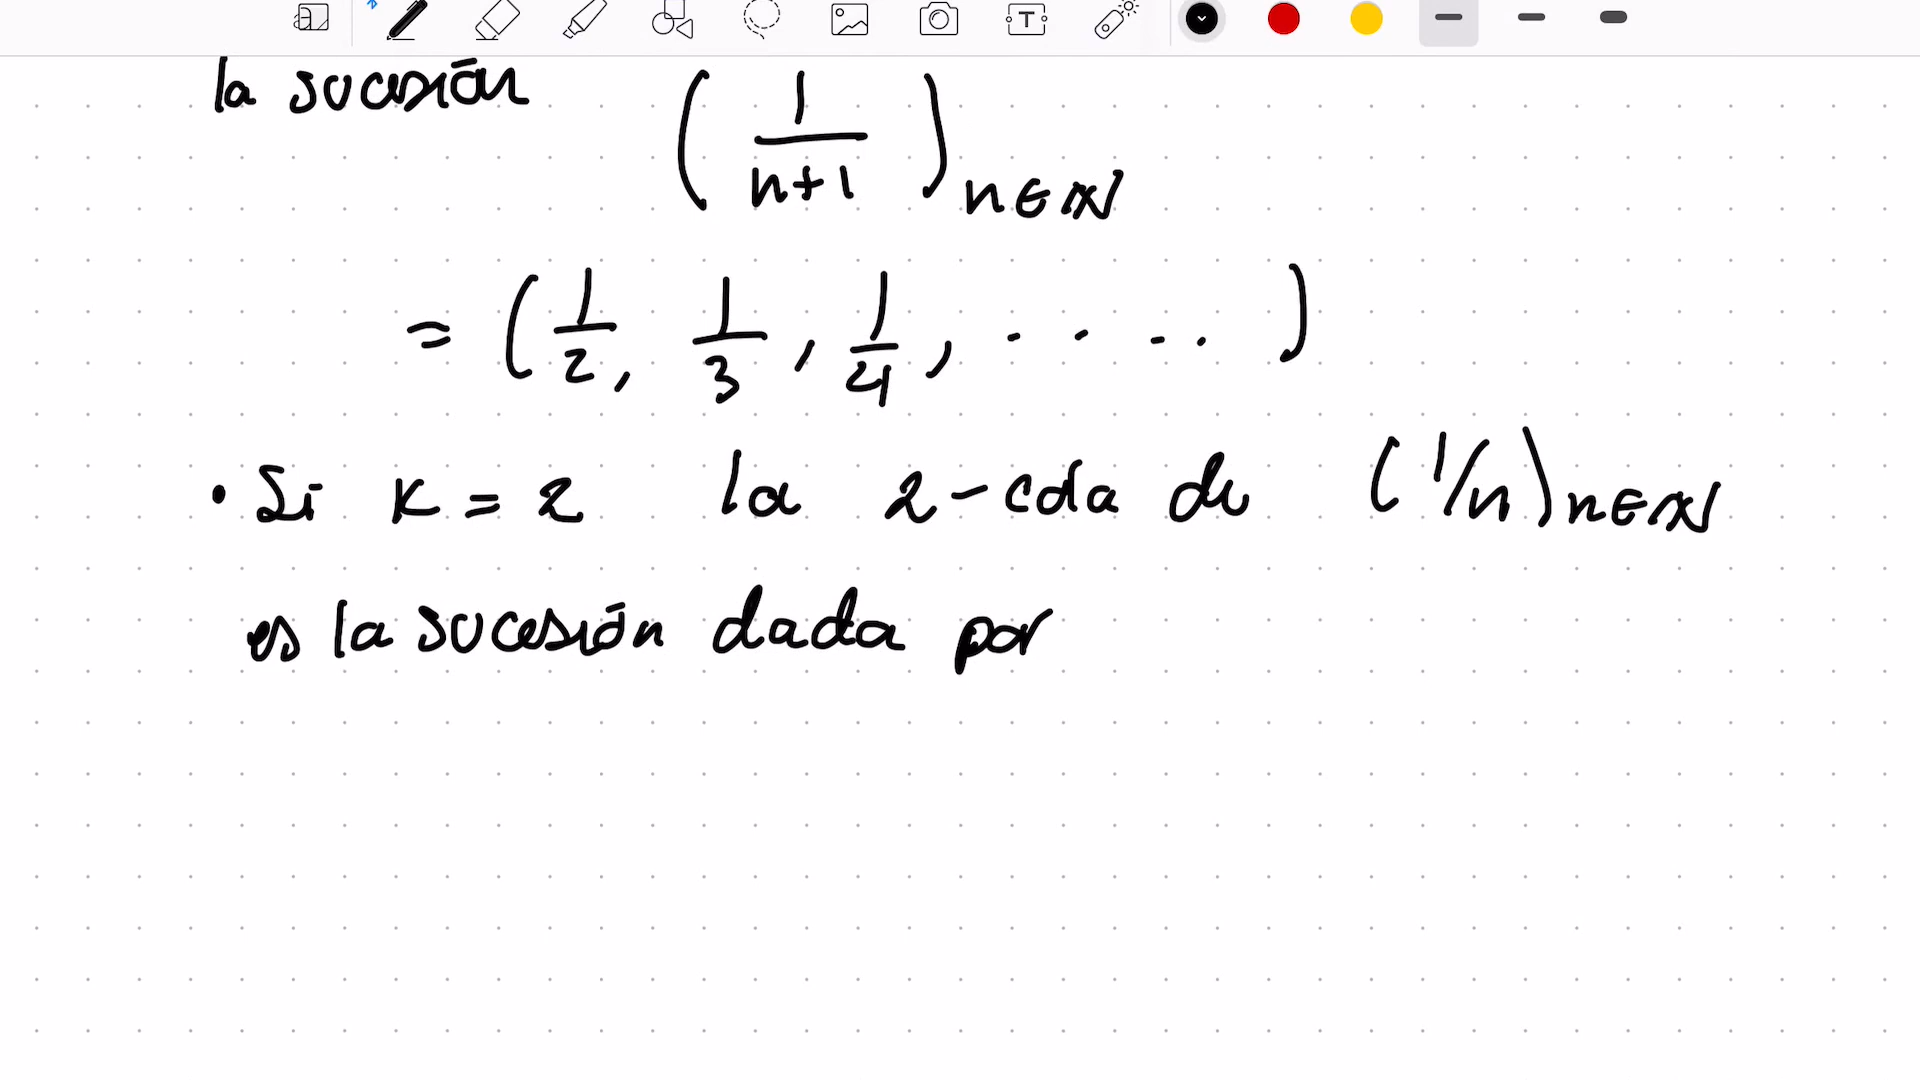 la sucesión ( 1/(n+1) )n∈ℕ
= ( 1/2, 1/3, 1/4, . . . . )
• Si K = 2 la 2-cola de (1/n)n∈ℕ
es la sucesión dada por